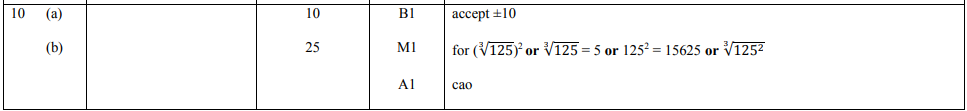 10 (a) 10 B1 accept ±10
(b) 25 M1 for (∛125)² or ∛125 = 5 or 125² = 15625 or ∛125²
A1 cao